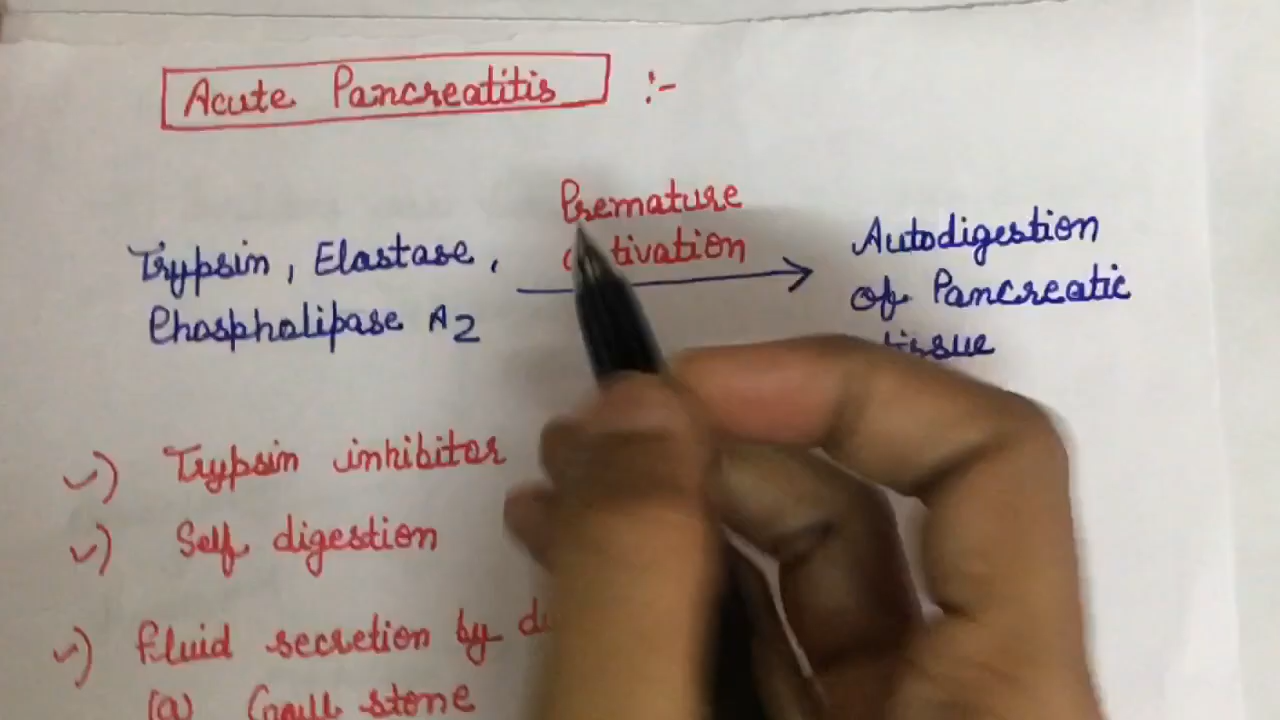 Acute Pancreatitis :-
Premature
Trypsin, Elastase,
Phospholipase A2
Autodigestion
of Pancreatic
tissue
✓) Trypsin inhibitor
✓) Self digestion
✓) fluid secretion by
(a) Gall stone